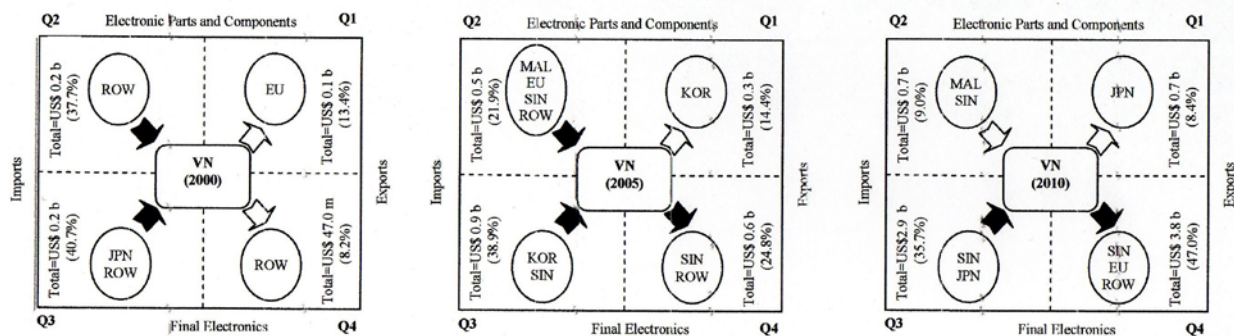 Q2 Electronic Parts and Components Q1
Imports
Total=US$ 0.2 b
(37.7%)
ROW
EU
Total=US$ 0.1 b
(13.4%)
VN
(2000)
Total=US$ 0.2 b
(40.7%)
JPN
ROW
ROW
Total=US$ 47.0 m
(8.2%)
Exports
Q3 Final Electronics Q4
Q2 Electronic Parts and Components Q1
Imports
Total=US$ 0.5 b
(21.9%)
MAL
EU
SIN
ROW
KOR
Total=US$ 0.3 b
(14.4%)
VN
(2005)
Total=US$ 0.9 b
(38.9%)
KOR
SIN
SIN
ROW
Total=US$ 0.6 b
(24.8%)
Exports
Q3 Final Electronics Q4
Q2 Electronic Parts and Components Q1
Imports
Total=US$ 0.7 b
(9.0%)
MAL
SIN
JPN
Total=US$ 0.7 b
(8.4%)
VN
(2010)
Total=US$2.9 b
(35.7%)
SIN
JPN
SIN
EU
ROW
Total=US$ 3.8 b
(47.0%)
Exports
Q3 Final Electronics Q4